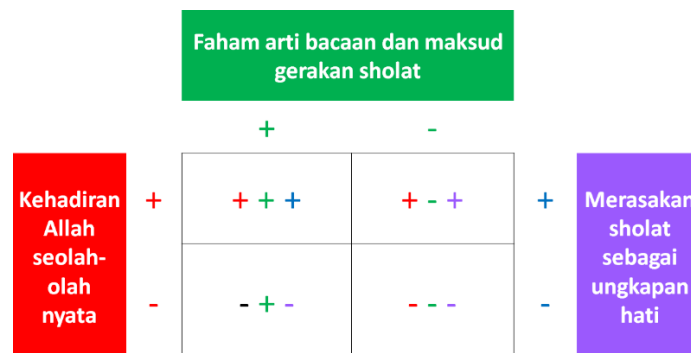 Faham arti bacaan dan maksud
gerakan sholat
+ -
Kehadiran
Allah
seolah-
olah
nyata
+ + + + + - + +
- - + - - - - -
Merasakan
sholat
sebagai
ungkapan
hati